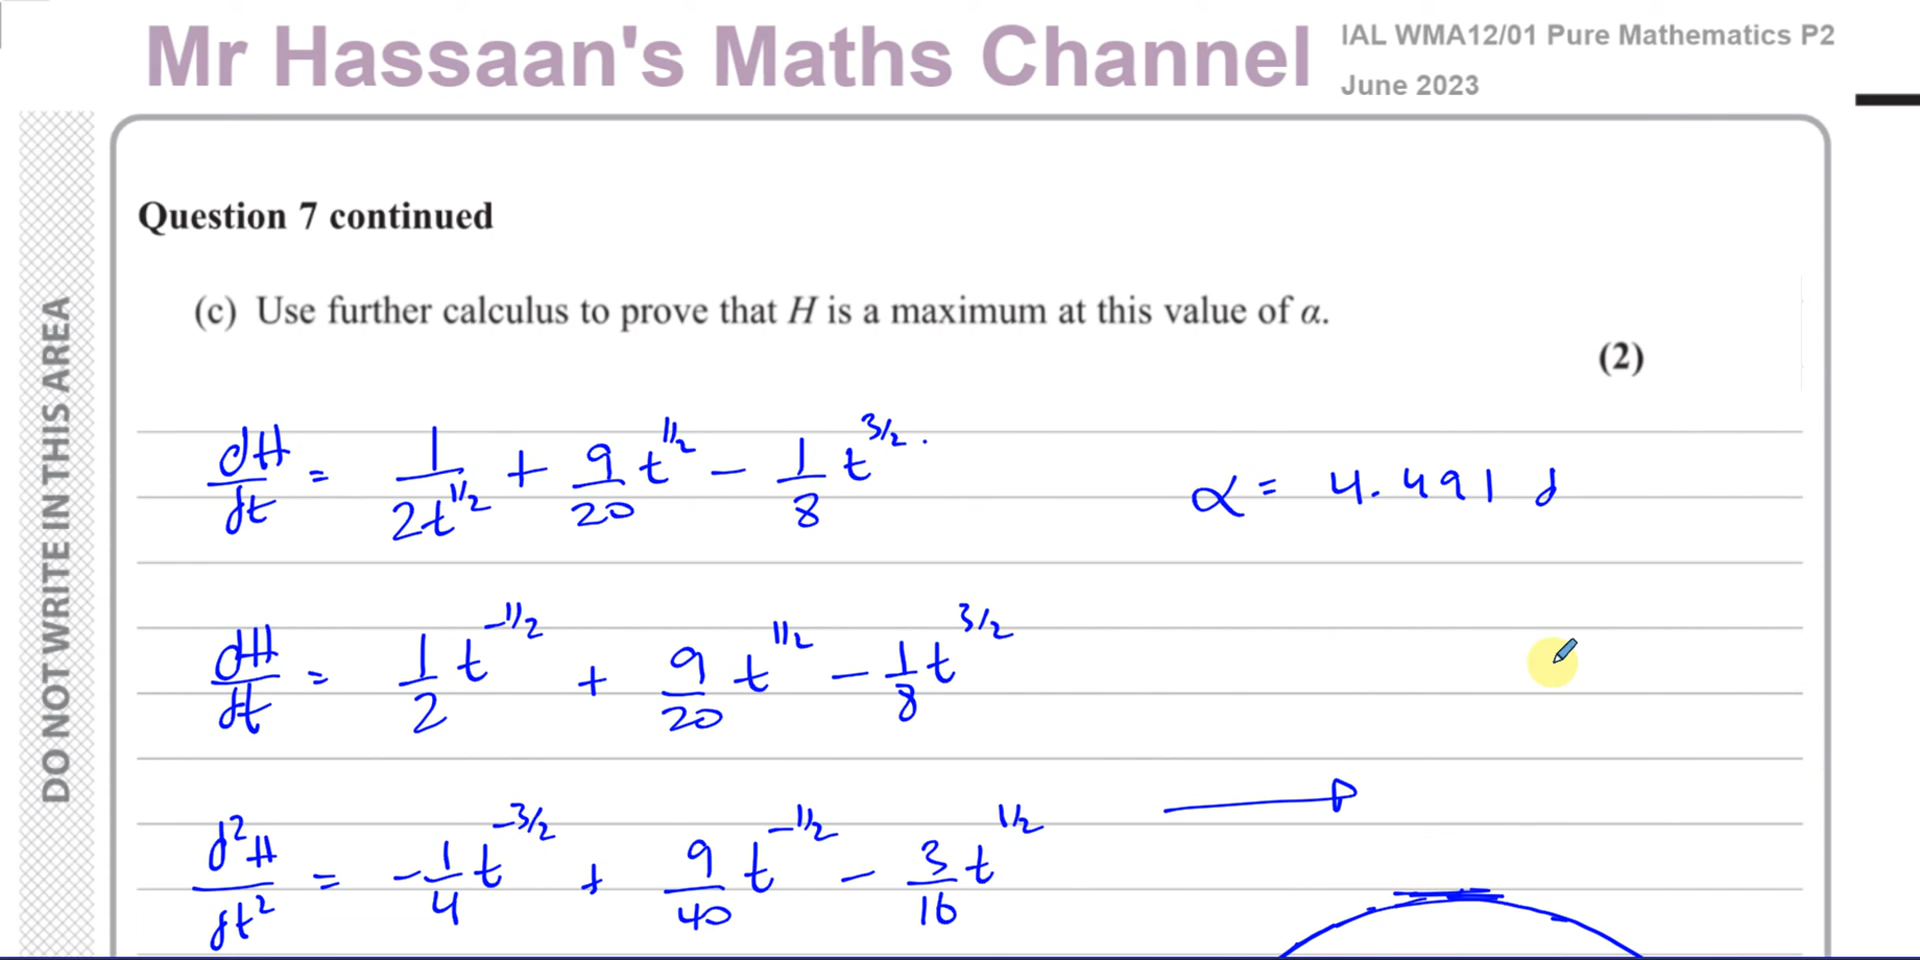 Mr Hassaan's Maths Channel
IAL WMA12/01 Pure Mathematics P2
June 2023
DO NOT WRITE IN THIS AREA
Question 7 continued
(c) Use further calculus to prove that H is a maximum at this value of α.
(2)
dH/dt = 1/(2t^1/2) + 9/20 t^1/2 - 1/8 t^3/2 .
α = 4.491 d
dH/dt = 1/2 t^-1/2 + 9/20 t^1/2 - 1/8 t^3/2
d²H/dt² = -1/4 t^-3/2 + 9/40 t^-1/2 - 3/16 t^1/2